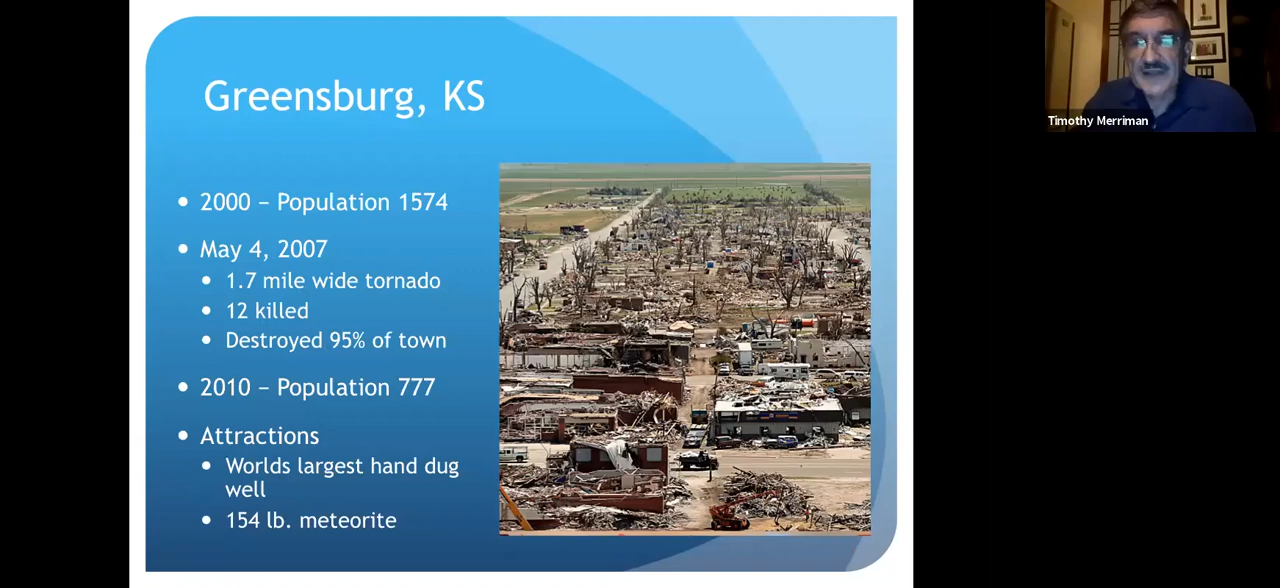 Greensburg, KS
2000 – Population 1574
May 4, 2007
1.7 mile wide tornado
12 killed
Destroyed 95% of town
2010 – Population 777
Attractions
Worlds largest hand dug
well
154 lb. meteorite
Timothy Merriman